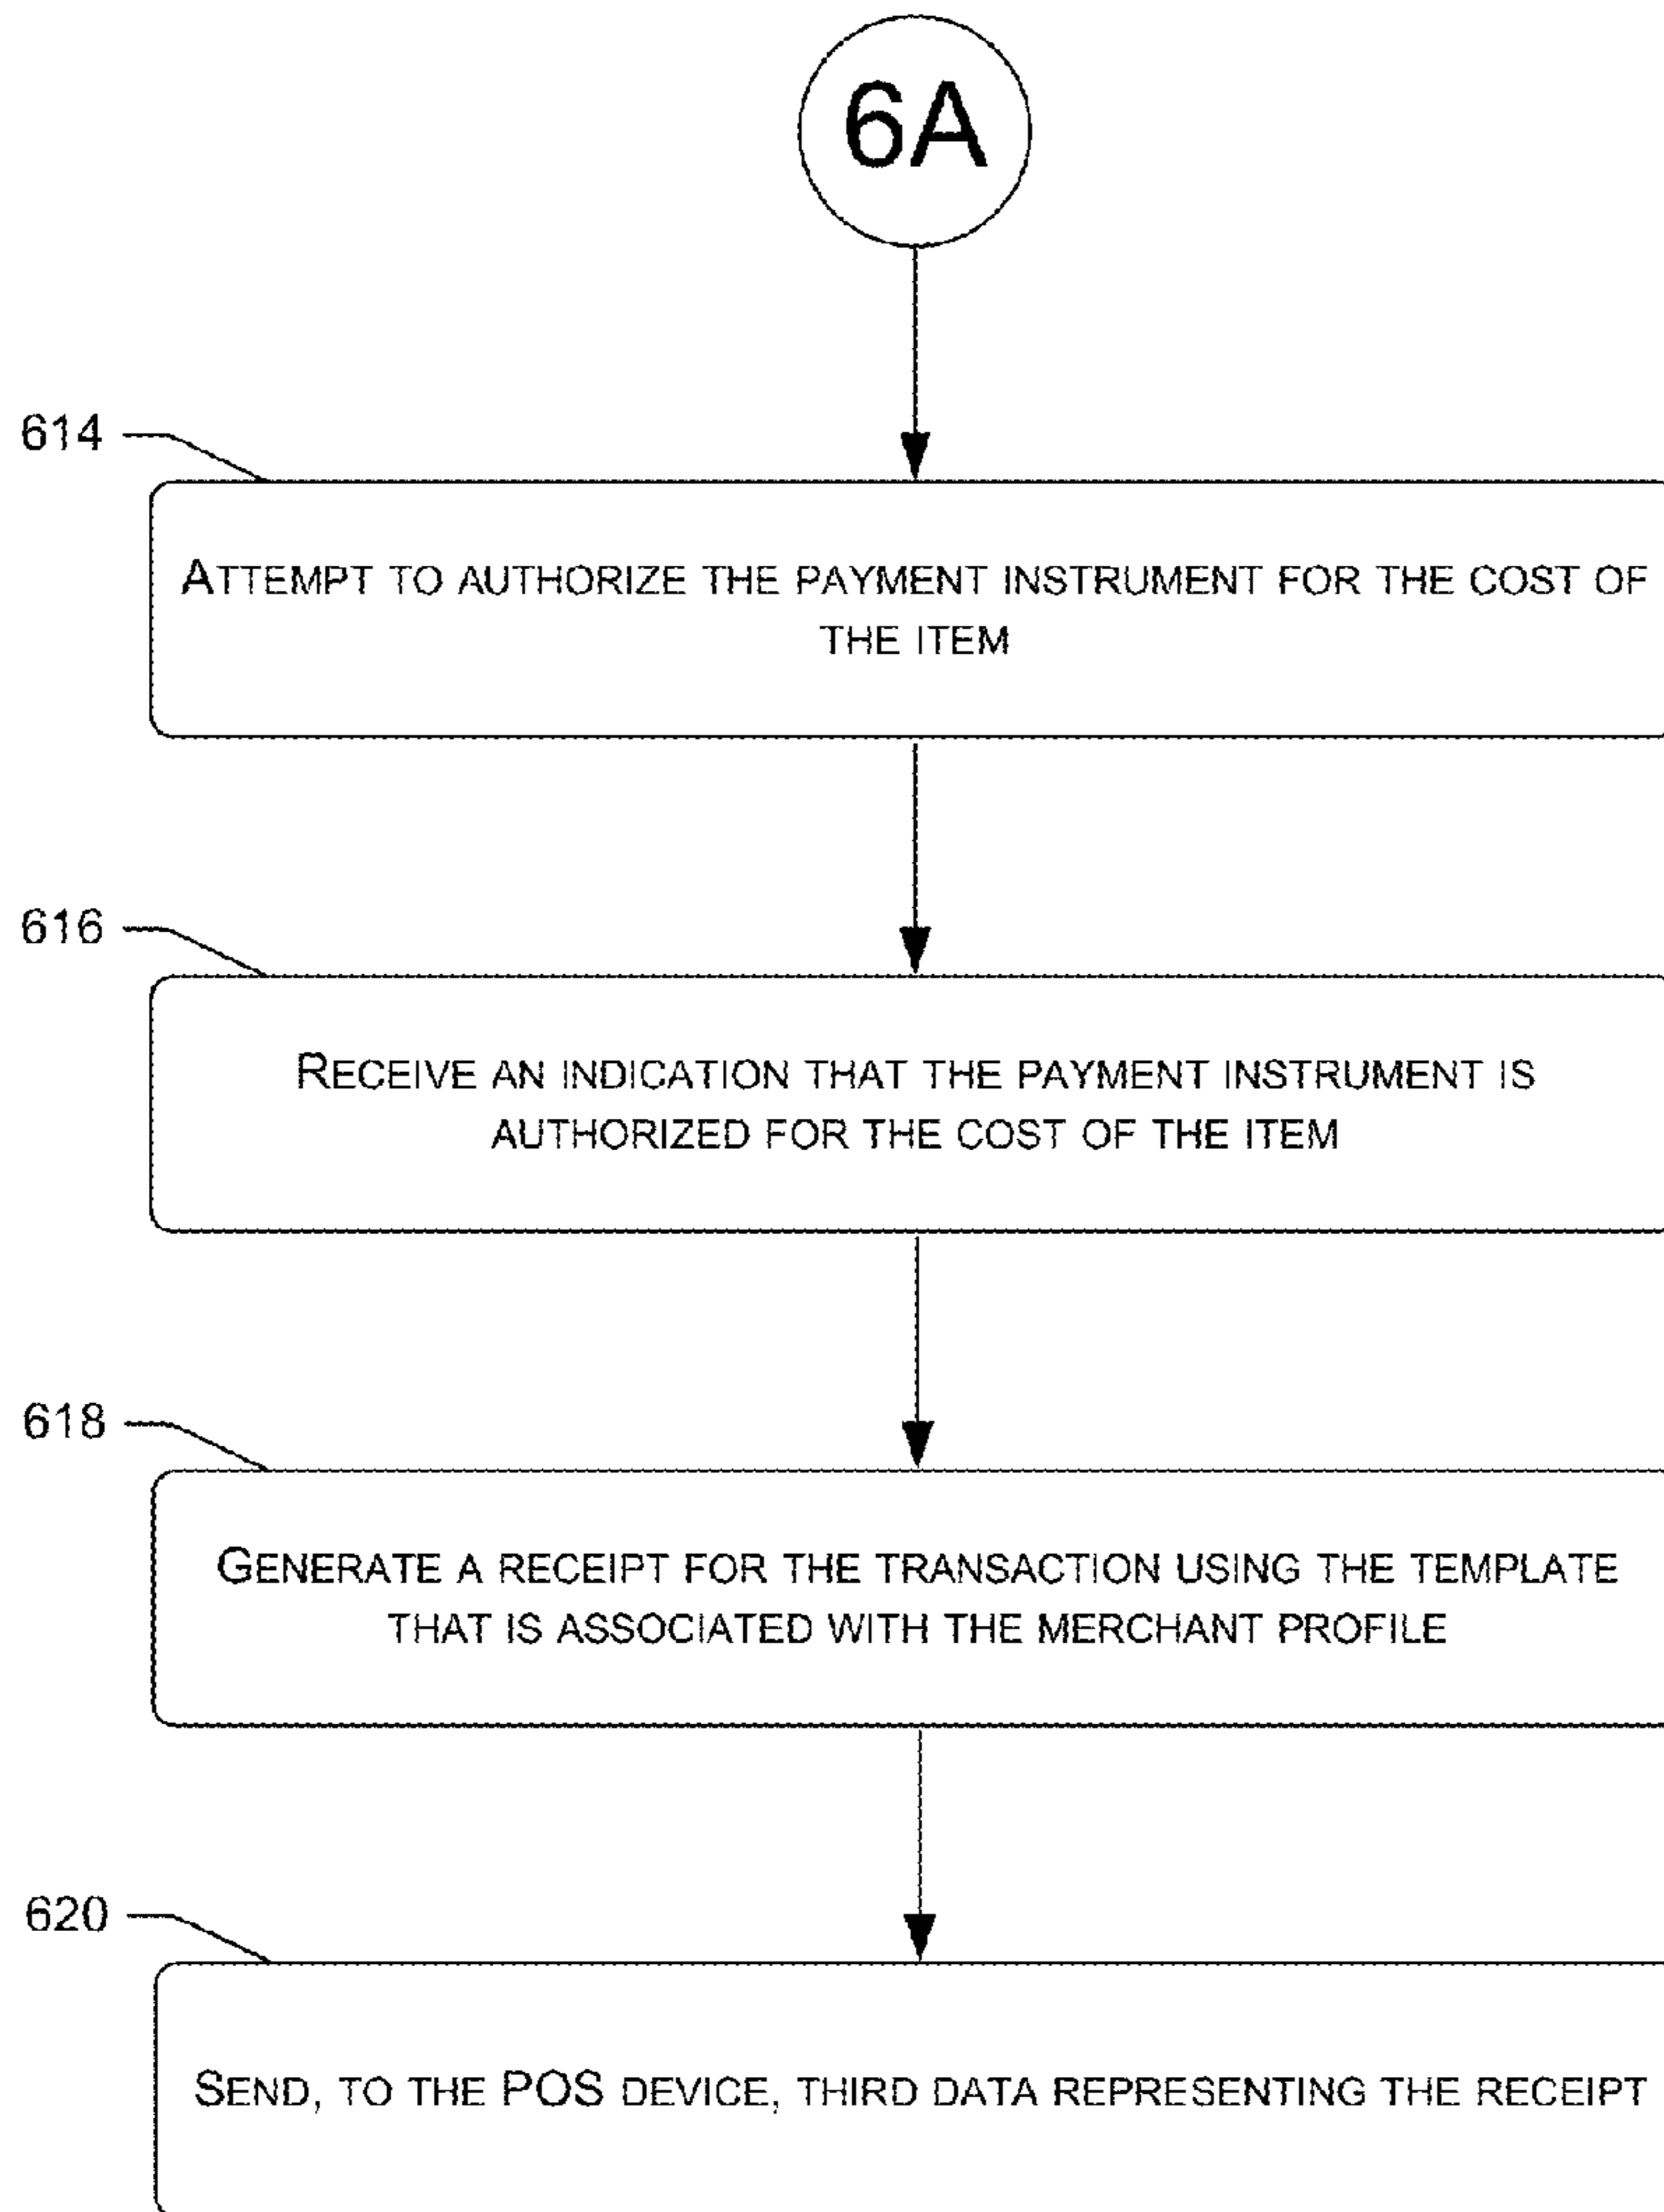 6A
614
ATTEMPT TO AUTHORIZE THE PAYMENT INSTRUMENT FOR THE COST OF
THE ITEM
616
RECEIVE AN INDICATION THAT THE PAYMENT INSTRUMENT IS
AUTHORIZED FOR THE COST OF THE ITEM
618
GENERATE A RECEIPT FOR THE TRANSACTION USING THE TEMPLATE
THAT IS ASSOCIATED WITH THE MERCHANT PROFILE
620
SEND, TO THE POS DEVICE, THIRD DATA REPRESENTING THE RECEIPT